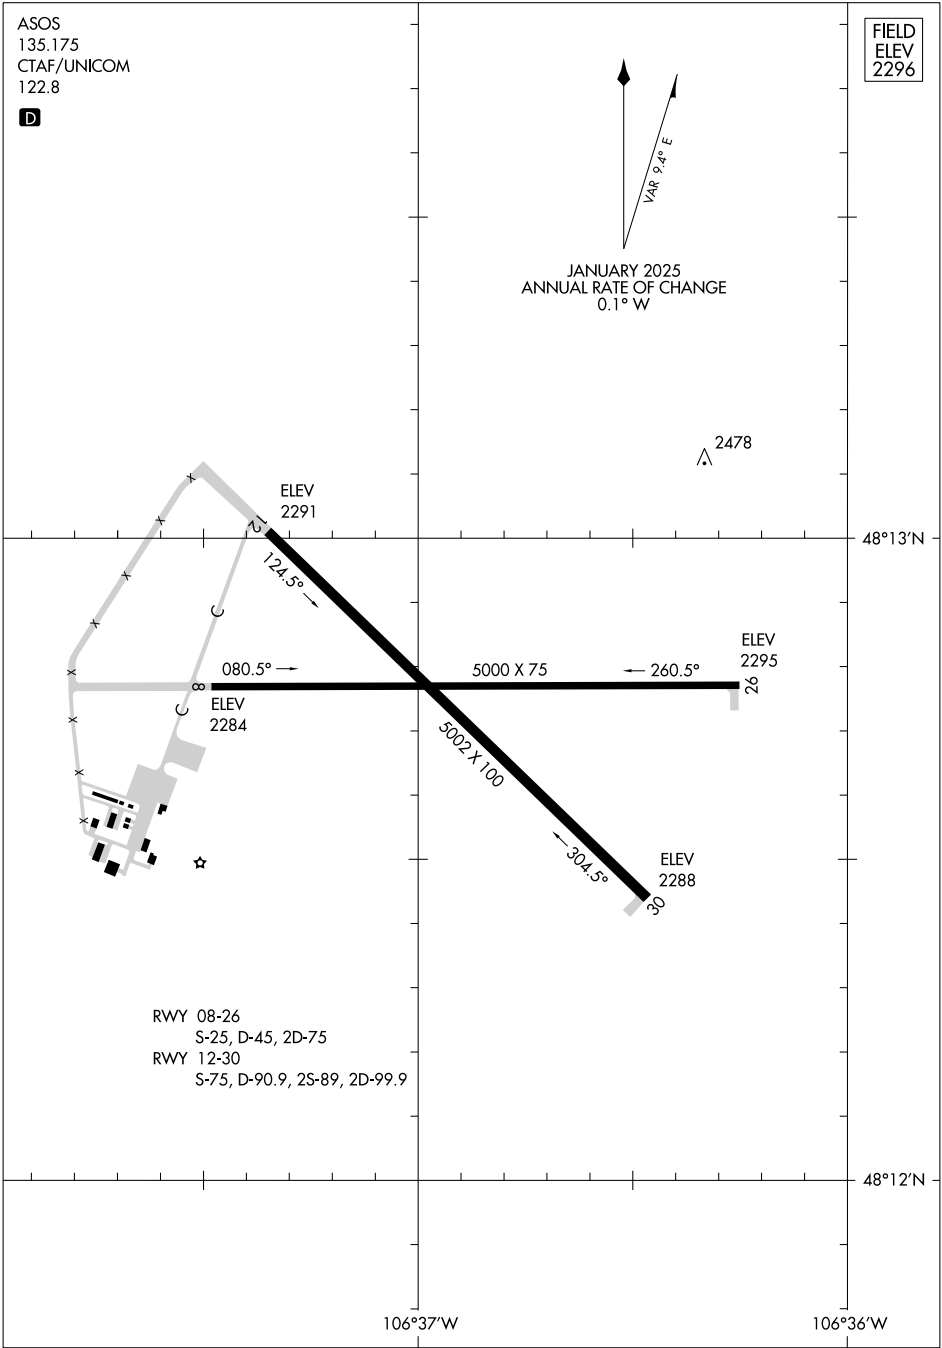 ASOS
135.175
CTAF/UNICOM
122.8
D
FIELD
ELEV
2296
VAR 9.4° E
JANUARY 2025
ANNUAL RATE OF CHANGE
0.1° W
2478
ELEV
2291
12
48°13'N
124.5°
C
ELEV
2295
080.5°
5000 X 75
260.5°
8
26
ELEV
2284
C
5002 X 100
304.5°
ELEV
2288
30
RWY 08-26
S-25, D-45, 2D-75
RWY 12-30
S-75, D-90.9, 2S-89, 2D-99.9
48°12'N
106°37'W
106°36'W